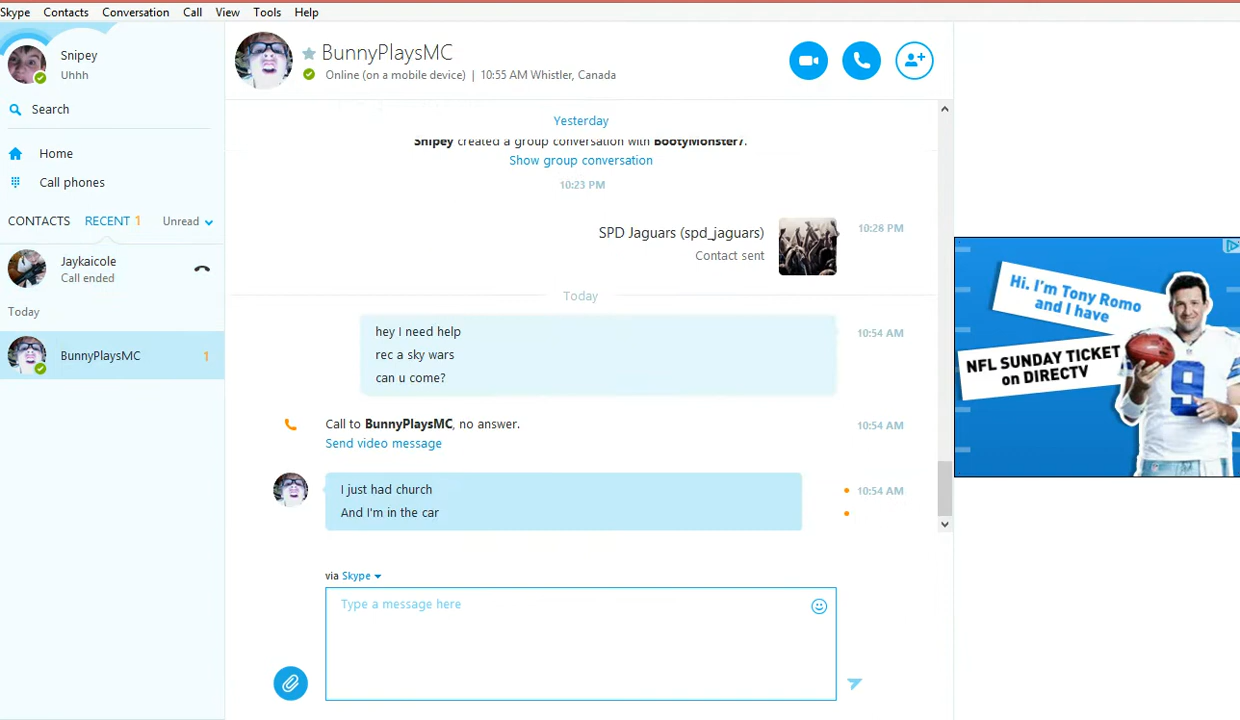 Skype Contacts Conversation Call View Tools Help
Snipey
Uhhh
Search
Home
Call phones
CONTACTS RECENT 1 Unread
Jaykaicole
Call ended
Today
BunnyPlaysMC 1
BunnyPlaysMC
Online (on a mobile device) | 10:55 AM Whistler, Canada
Yesterday
Snipey created a group conversation with BootyMonster7.
Show group conversation
10:23 PM
SPD Jaguars (spd_jaguars) 10:28 PM
Contact sent
Today
hey I need help 10:54 AM
rec a sky wars
can u come?
Call to BunnyPlaysMC, no answer. 10:54 AM
Send video message
I just had church 10:54 AM
And I'm in the car
via Skype
Type a message here
Hi. I'm Tony Romo
and I have
NFL SUNDAY TICKET
on DIRECTV
9